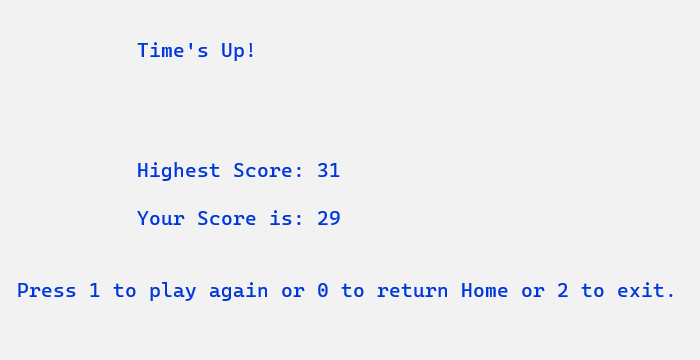 Time's Up!
Highest Score: 31
Your Score is: 29
Press 1 to play again or 0 to return Home or 2 to exit.